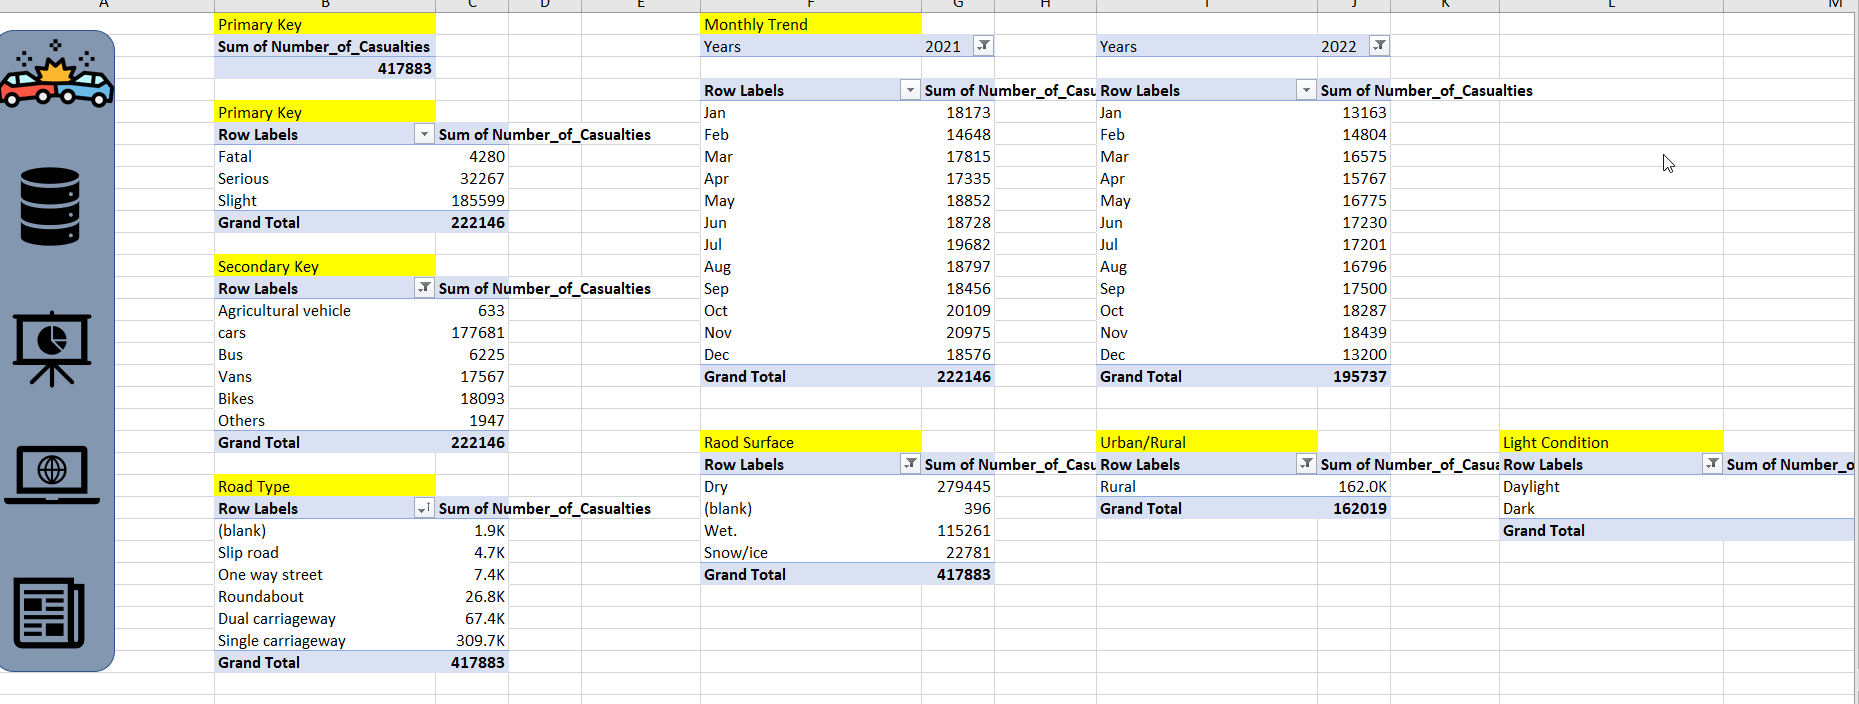 A B C D E F G H I J K L M
Primary Key
Sum of Number_of_Casualties
417883
Primary Key
Row Labels Sum of Number_of_Casualties
Fatal 4280
Serious 32267
Slight 185599
Grand Total 222146
Secondary Key
Row Labels Sum of Number_of_Casualties
Agricultural vehicle 633
cars 177681
Bus 6225
Vans 17567
Bikes 18093
Others 1947
Grand Total 222146
Road Type
Row Labels Sum of Number_of_Casualties
(blank) 1.9K
Slip road 4.7K
One way street 7.4K
Roundabout 26.8K
Dual carriageway 67.4K
Single carriageway 309.7K
Grand Total 417883
Monthly Trend
Years 2021
Row Labels Sum of Number_of_Casu
Jan 18173
Feb 14648
Mar 17815
Apr 17335
May 18852
Jun 18728
Jul 19682
Aug 18797
Sep 18456
Oct 20109
Nov 20975
Dec 18576
Grand Total 222146
Years 2022
Row Labels Sum of Number_of_Casualties
Jan 13163
Feb 14804
Mar 16575
Apr 15767
May 16775
Jun 17230
Jul 17201
Aug 16796
Sep 17500
Oct 18287
Nov 18439
Dec 13200
Grand Total 195737
Raod Surface
Row Labels Sum of Number_of_Casu
Dry 279445
(blank) 396
Wet. 115261
Snow/ice 22781
Grand Total 417883
Urban/Rural
Row Labels Sum of Number_of_Casua
Rural 162.0K
Grand Total 162019
Light Condition
Row Labels Sum of Number_o
Daylight
Dark
Grand Total